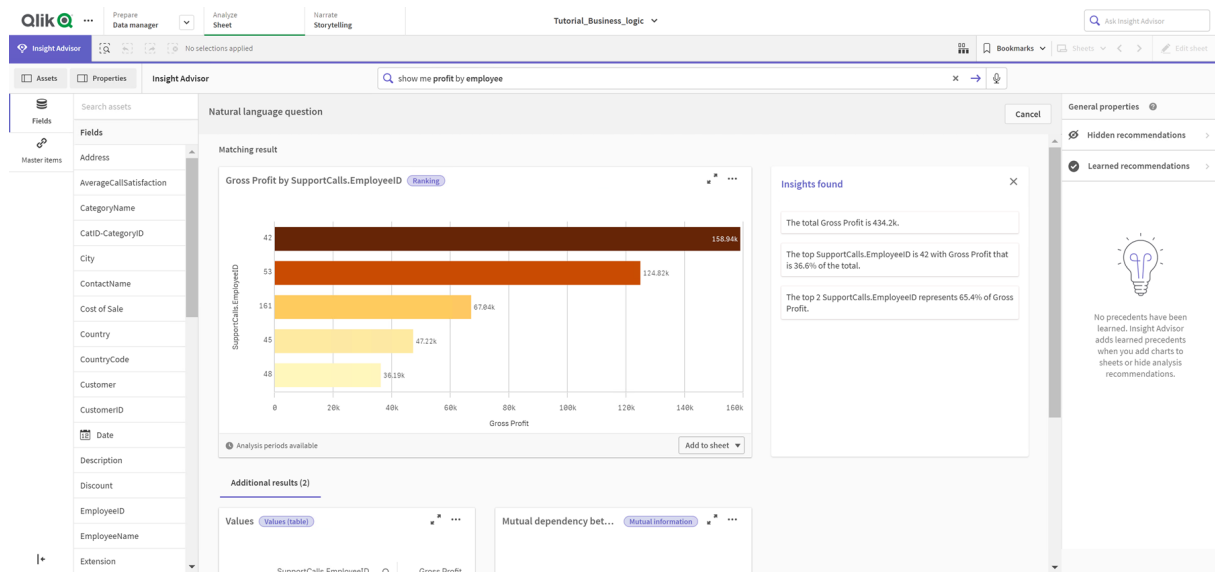 Qlik
Prepare
Data manager
Analyze
Sheet
Narrate
Storytelling
Tutorial_Business_logic
Ask Insight Advisor
Insight Advisor
No selections applied
Bookmarks
Sheets
Edit sheet
Assets
Properties
Insight Advisor
show me profit by employee
Fields
Master items
Search assets
Fields
Address
AverageCallSatisfaction
CategoryName
CatID-CategoryID
City
ContactName
Cost of Sale
Country
CountryCode
Customer
CustomerID
Date
Description
Discount
EmployeeID
EmployeeName
Extension
Natural language question
Cancel
Matching result
Gross Profit by SupportCalls.EmployeeID
Ranking
SupportCalls.EmployeeID
42
158.94k
53
124.82k
161
67.04k
45
47.22k
48
36.19k
0
20k
40k
60k
80k
100k
120k
140k
160k
Gross Profit
Analysis periods available
Add to sheet
Insights found
The total Gross Profit is 434.2k.
The top SupportCalls.EmployeeID is 42 with Gross Profit that
is 36.6% of the total.
The top 2 SupportCalls.EmployeeID represents 65.4% of Gross
Profit.
Additional results (2)
Values
Values (table)
SupportCalls.EmployeeID
Gross Profit
Mutual dependency bet...
Mutual information
General properties
Hidden recommendations
Learned recommendations
No precedents have been
learned. Insight Advisor
adds learned precedents
when you add charts to
sheets or hide analysis
recommendations.